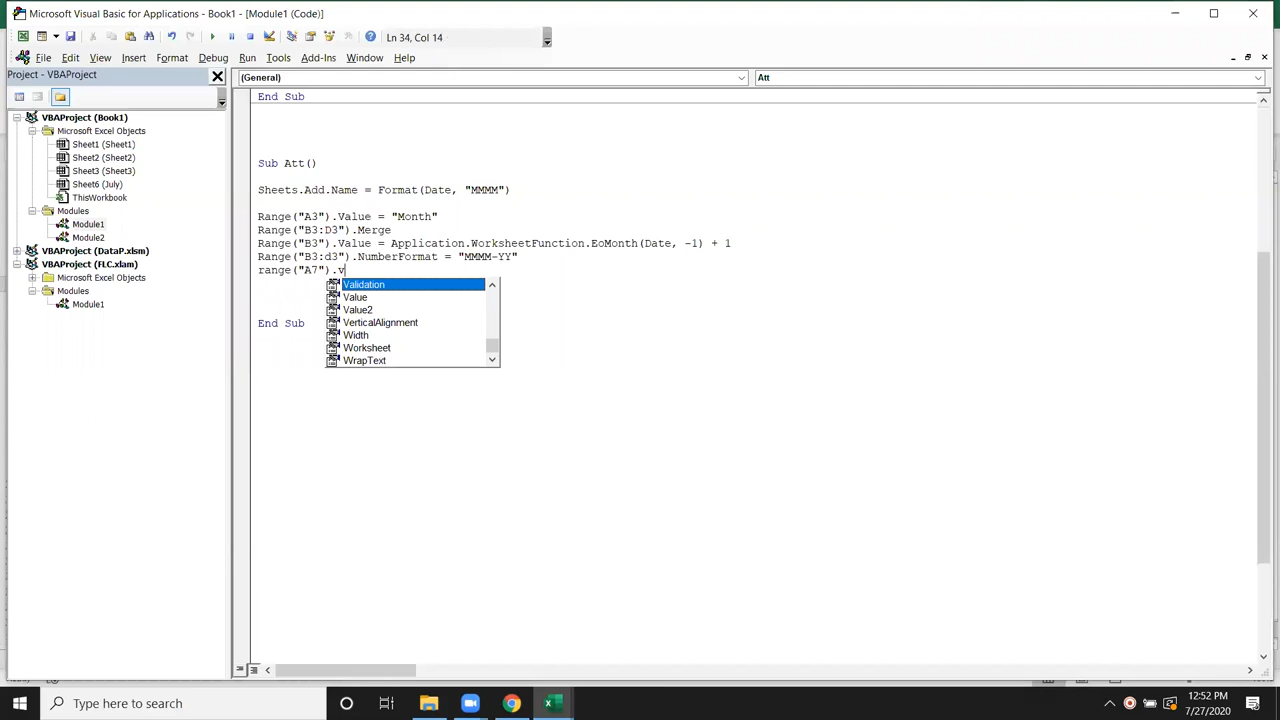 Microsoft Visual Basic for Applications - Book1 - [Module1 (Code)]
Ln 34, Col 14
File Edit View Insert Format Debug Run Tools Add-Ins Window Help
Project - VBAProject
(General)
Att
VBAProject (Book1)
Microsoft Excel Objects
Sheet1 (Sheet1)
Sheet2 (Sheet2)
Sheet3 (Sheet3)
Sheet6 (July)
ThisWorkbook
Modules
Module1
Module2
VBAProject (DataP.xlsm)
VBAProject (FLC.xlam)
Microsoft Excel Objects
Modules
Module1
End Sub
Sub Att()
Sheets.Add.Name = Format(Date, "MMMM")
Range("A3").Value = "Month"
Range("B3:D3").Merge
Range("B3").Value = Application.WorksheetFunction.EoMonth(Date, -1) + 1
Range("B3:d3").NumberFormat = "MMMM-YY"
range("A7").v
Validation
Value
Value2
VerticalAlignment
Width
Worksheet
WrapText
End Sub
Type here to search
12:52 PM
7/27/2020